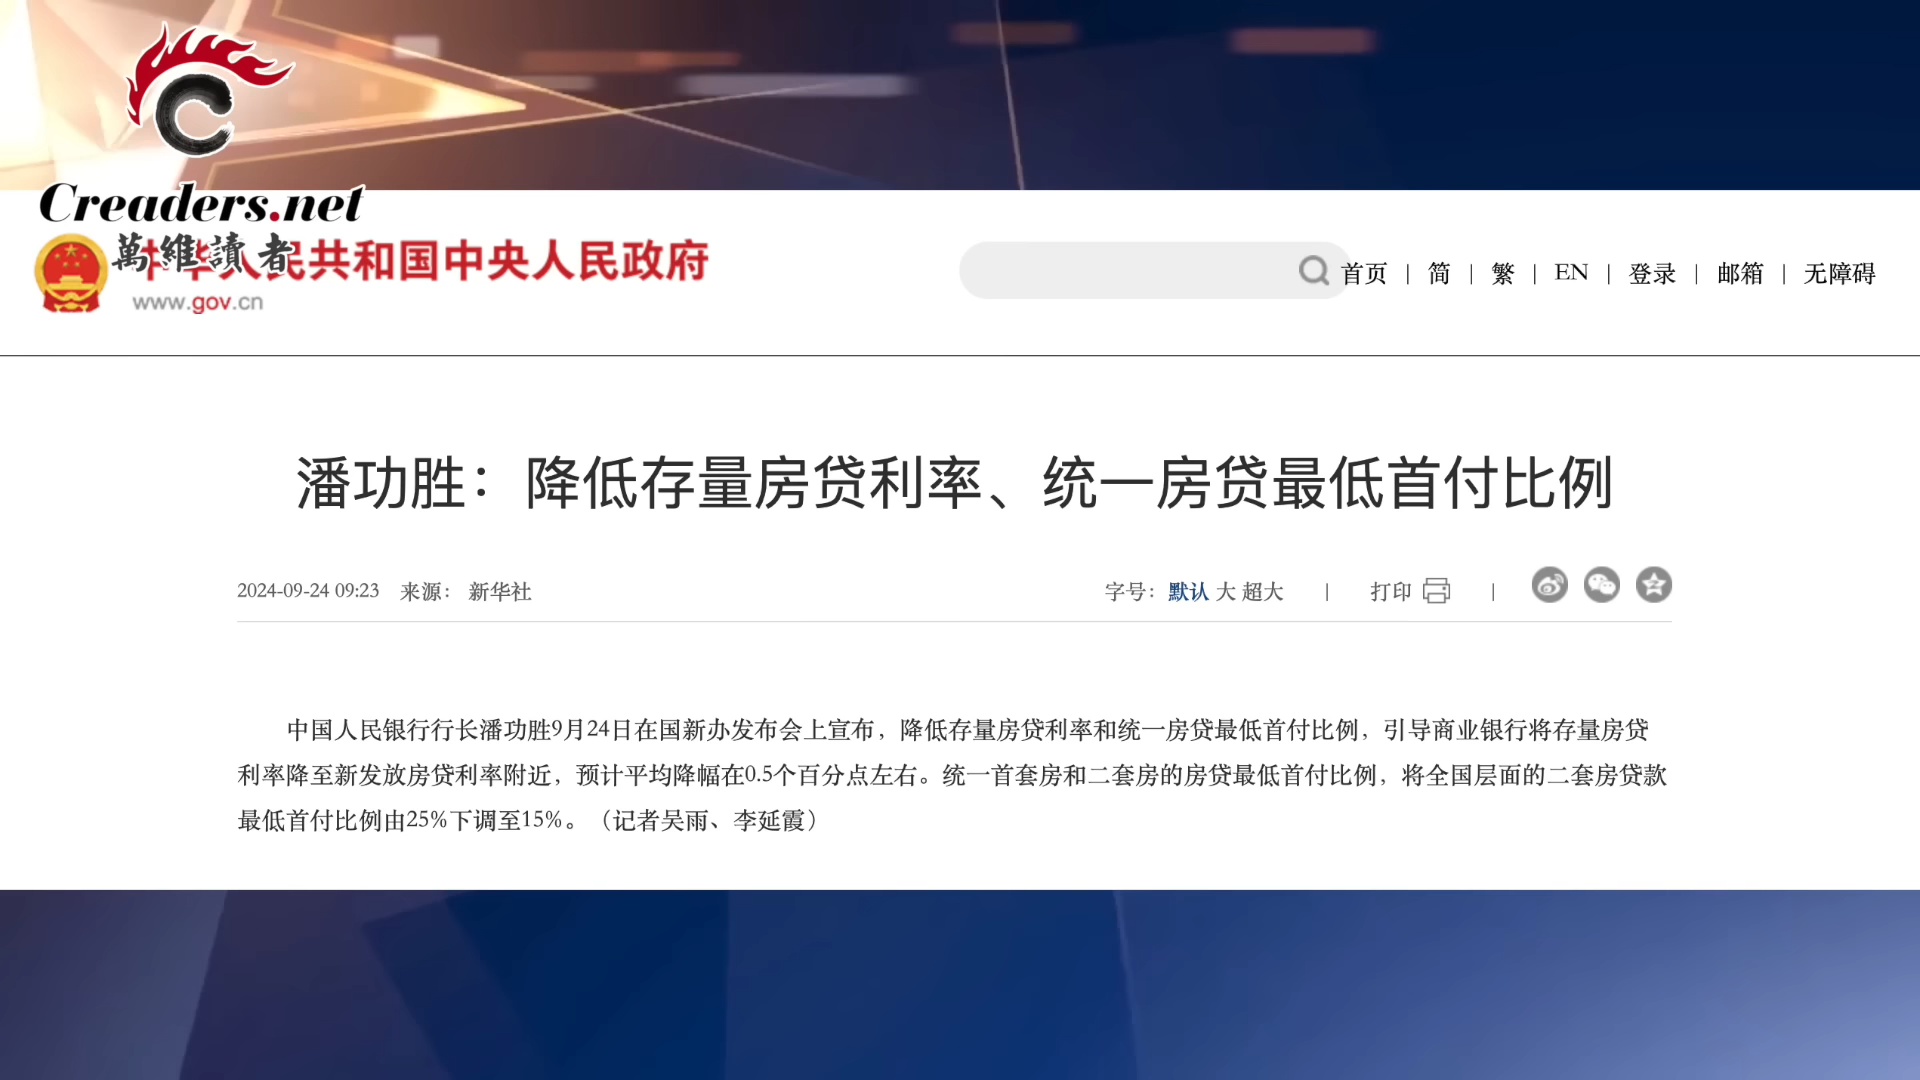 Creaders.net
萬維讀者
中华人民共和国中央人民政府
www.gov.cn
首页 | 简 | 繁 | EN | 登录 | 邮箱 | 无障碍
潘功胜：降低存量房贷利率、统一房贷最低首付比例
2024-09-24 09:23 来源： 新华社
字号：默认 大 超大 | 打印 |
中国人民银行行长潘功胜9月24日在国新办发布会上宣布，降低存量房贷利率和统一房贷最低首付比例，引导商业银行将存量房贷
利率降至新发放房贷利率附近，预计平均降幅在0.5个百分点左右。统一首套房和二套房的房贷最低首付比例，将全国层面的二套房贷款
最低首付比例由25%下调至15%。（记者吴雨、李延霞）